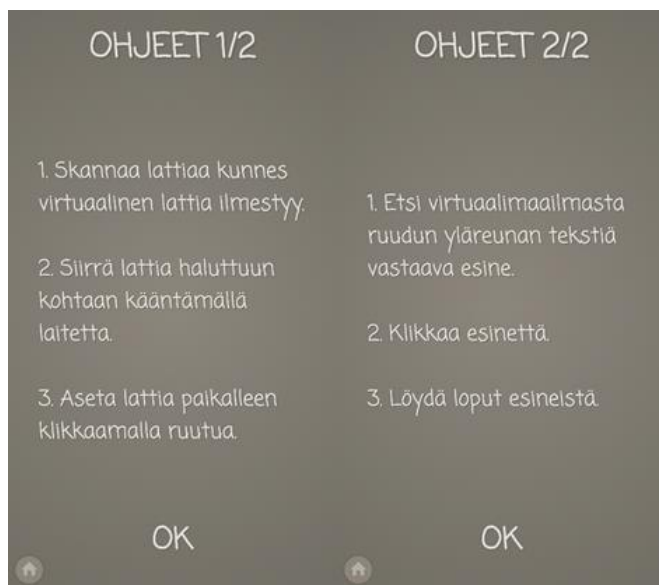 OHJEET 1/2
1. Skannaa lattiaa kunnes
virtuaalinen lattia ilmestyy.
2. Siirrä lattia haluttuun
kohtaan kääntämällä
laitetta.
3. Aseta lattia paikalleen
klikkaamalla ruutua.
OK
OHJEET 2/2
1. Etsi virtuaalimaailmasta
ruudun yläreunan tekstiä
vastaava esine.
2. Klikkaa esinettä.
3. Löydä loput esineistä.
OK